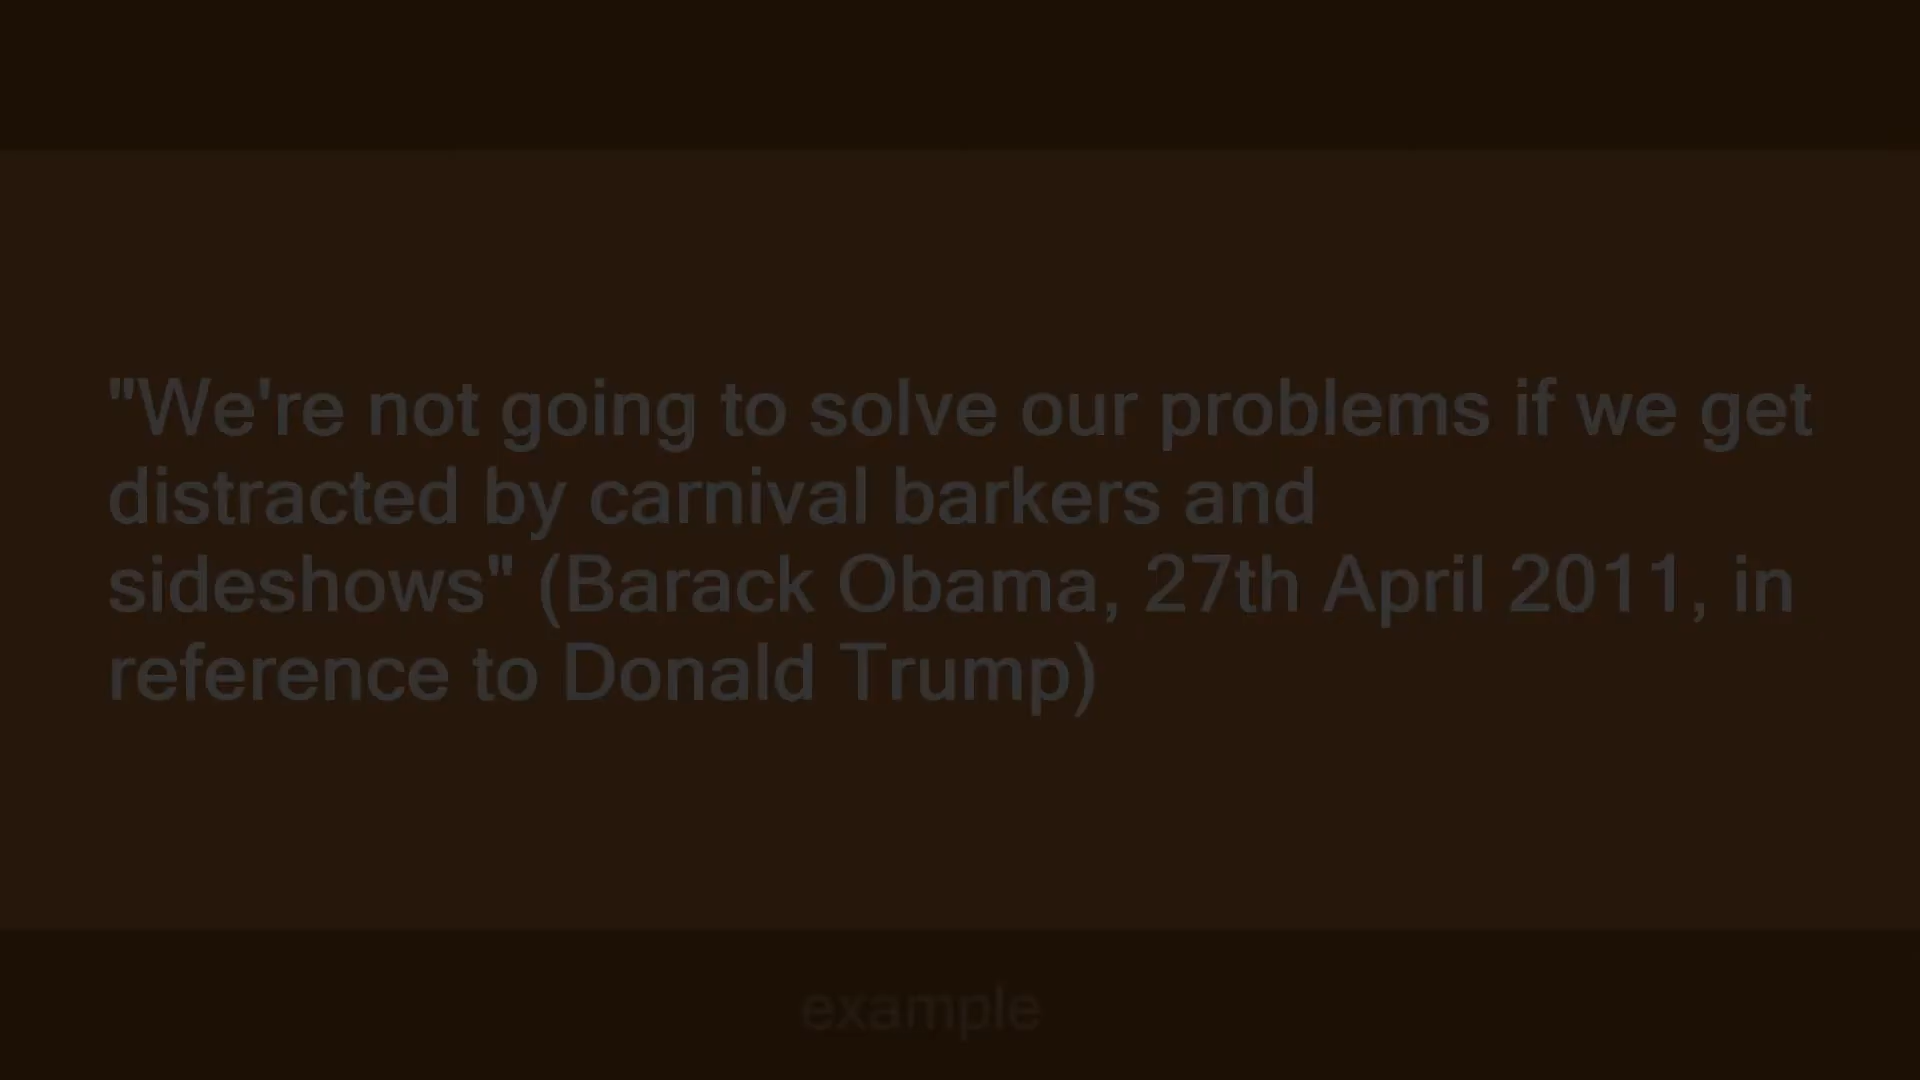 "We're not going to solve our problems if we get
distracted by carnival barkers and
sideshows" (Barack Obama, 27th April 2011, in
reference to Donald Trump)
example